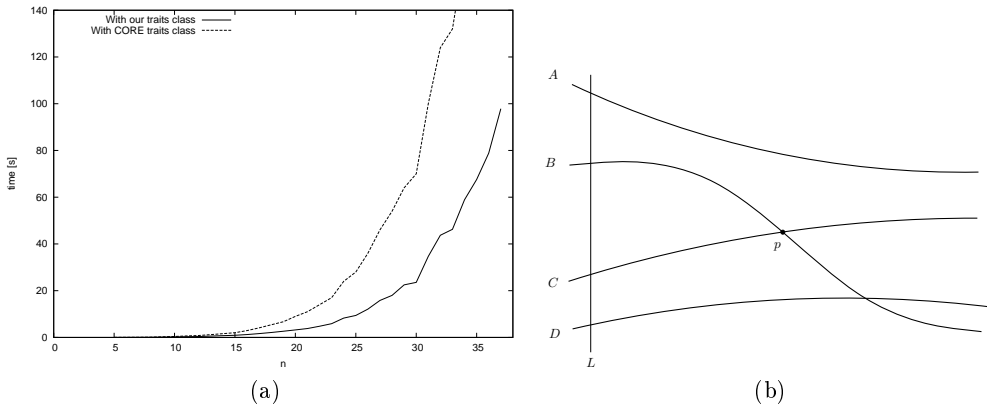 With our traits class
With CORE traits class
140
120
100
80
60
40
20
0
time [s]
0 5 10 15 20 25 30 35
n
(a)
A
B
C
D
p
L
(b)